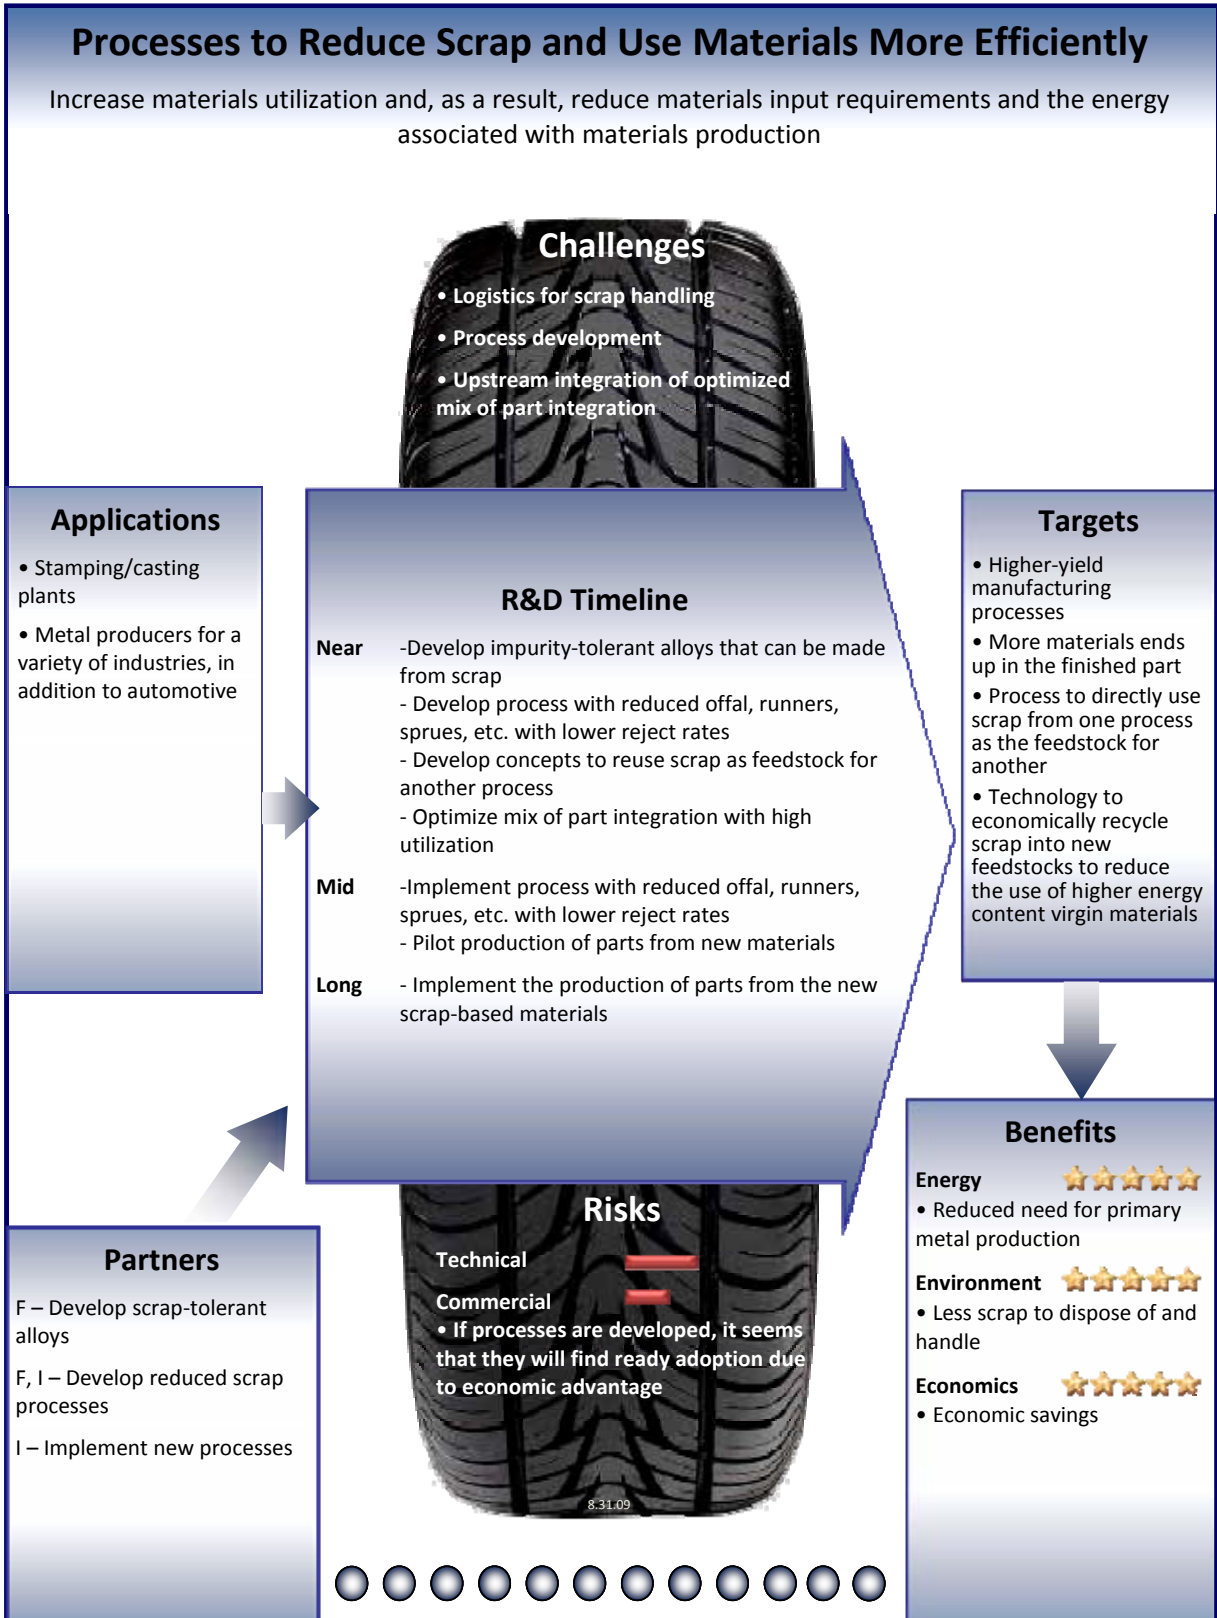 Processes to Reduce Scrap and Use Materials More Efficiently
Increase materials utilization and, as a result, reduce materials input requirements and the energy
associated with materials production
Challenges
• Logistics for scrap handling
• Process development
• Upstream integration of optimized
mix of part integration
Applications
• Stamping/casting
plants
• Metal producers for a
variety of industries, in
addition to automotive
R&D Timeline
Near -Develop impurity-tolerant alloys that can be made
from scrap
- Develop process with reduced offal, runners,
sprues, etc. with lower reject rates
- Develop concepts to reuse scrap as feedstock for
another process
- Optimize mix of part integration with high
utilization
Mid -Implement process with reduced offal, runners,
sprues, etc. with lower reject rates
- Pilot production of parts from new materials
Long - Implement the production of parts from the new
scrap-based materials
Targets
• Higher-yield
manufacturing
processes
• More materials ends
up in the finished part
• Process to directly use
scrap from one process
as the feedstock for
another
• Technology to
economically recycle
scrap into new
feedstocks to reduce
the use of higher energy
content virgin materials
Partners
F – Develop scrap-tolerant
alloys
F, I – Develop reduced scrap
processes
I – Implement new processes
Risks
Technical
Commercial
• If processes are developed, it seems
that they will find ready adoption due
to economic advantage
8.31.09
Benefits
Energy
• Reduced need for primary
metal production
Environment
• Less scrap to dispose of and
handle
Economics
• Economic savings